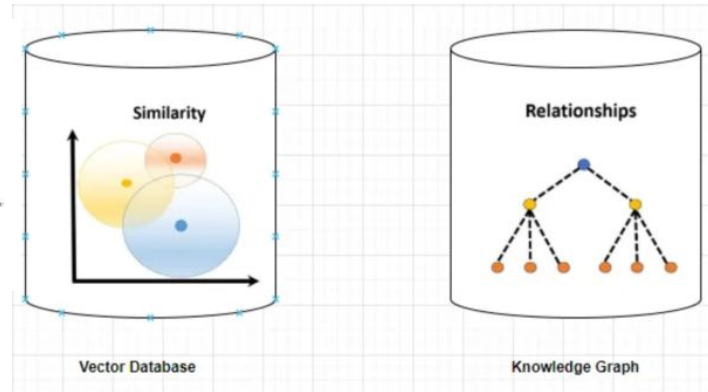 Similarity
Relationships
Vector Database
Knowledge Graph